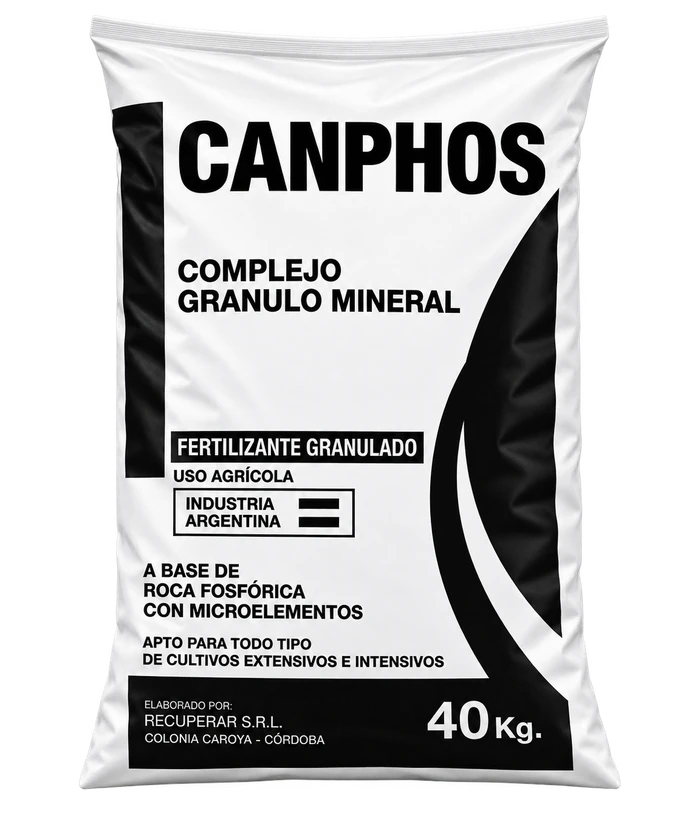 CANPHOS
COMPLEJO
GRANULO MINERAL
FERTILIZANTE GRANULADO
USO AGRÍCOLA
INDUSTRIA
ARGENTINA
A BASE DE
ROCA FOSFÓRICA
CON MICROELEMENTOS
APTO PARA TODO TIPO
DE CULTIVOS EXTENSIVOS E INTENSIVOS
ELABORADO POR:
RECUPERAR S.R.L.
COLONIA CAROYA - CÓRDOBA
40 Kg.